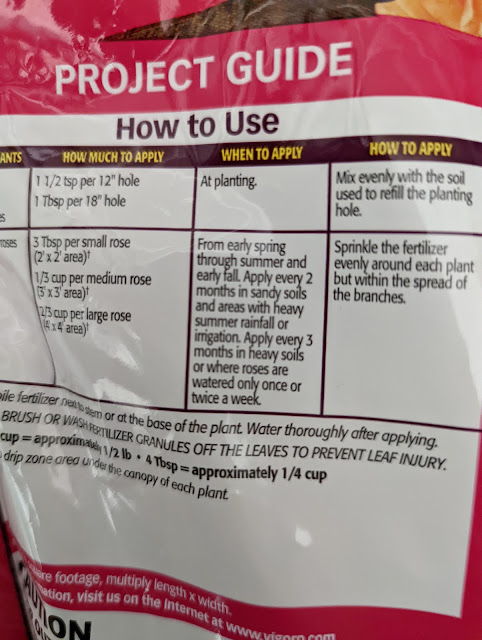 PROJECT GUIDE
How to Use
ANTS HOW MUCH TO APPLY WHEN TO APPLY HOW TO APPLY
1 1/2 tsp per 12" hole
1 Tbsp per 18" hole
At planting.
Mix evenly with the soil
used to refill the planting
hole.
es
roses
3 Tbsp per small rose
(2' x 2' area)†
1/3 cup per medium rose
(3' x 3' area)†
2/3 cup per large rose
(4' x 4' area)†
From early spring
through summer and
early fall. Apply every 2
months in sandy soils
and areas with heavy
summer rainfall or
irrigation. Apply every 3
months in heavy soils
or where roses are
watered only once or
twice a week.
Sprinkle the fertilizer
evenly around each plant
but within the spread of
the branches.
pile fertilizer next to stem or at the base of the plant. Water thoroughly after applying.
BRUSH OR WASH FERTILIZER GRANULES OFF THE LEAVES TO PREVENT LEAF INJURY.
cup = approximately 1/2 lb • 4 Tbsp = approximately 1/4 cup
drip zone area under the canopy of each plant.
square footage, multiply length x width.
ation, visit us on the Internet at www.vigoro.com